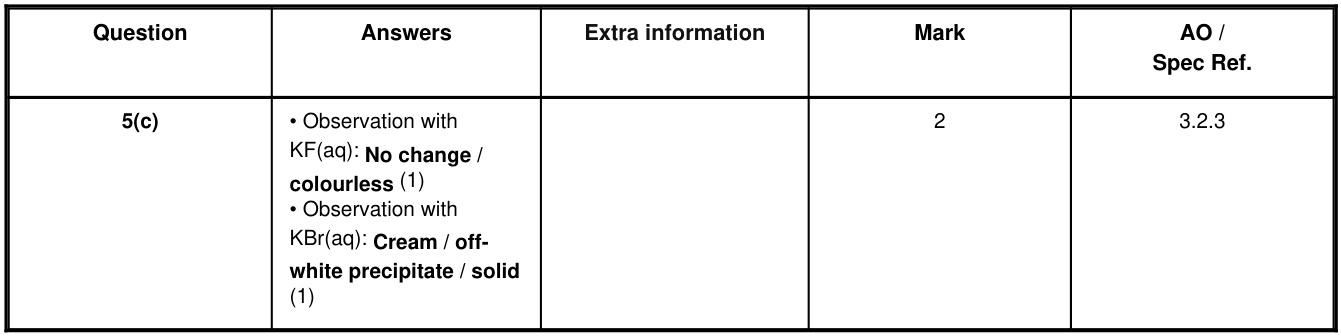 Question Answers Extra information Mark AO /
Spec Ref.
5(c) • Observation with 2 3.2.3
KF(aq): No change /
colourless (1)
• Observation with
KBr(aq): Cream / off-
white precipitate / solid
(1)